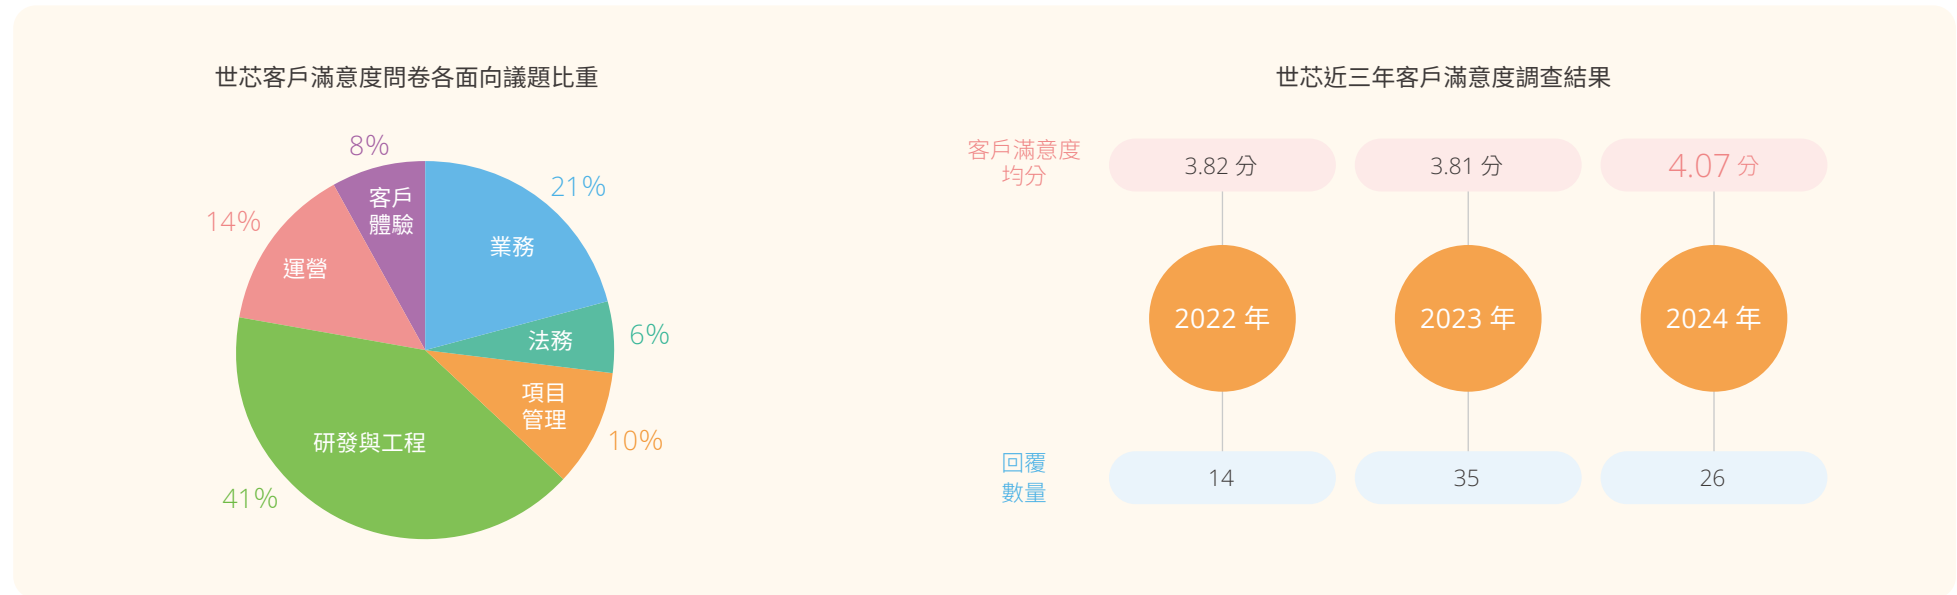 世芯客戶滿意度問卷各面向議題比重
8%
21%
14%
客戶
體驗
業務
運營
法務
6%
項目
管理
研發與工程
10%
41%
世芯近三年客戶滿意度調查結果
客戶滿意度
均分
3.82 分
3.81 分
4.07 分
2022 年
2023 年
2024 年
回覆
數量
14
35
26